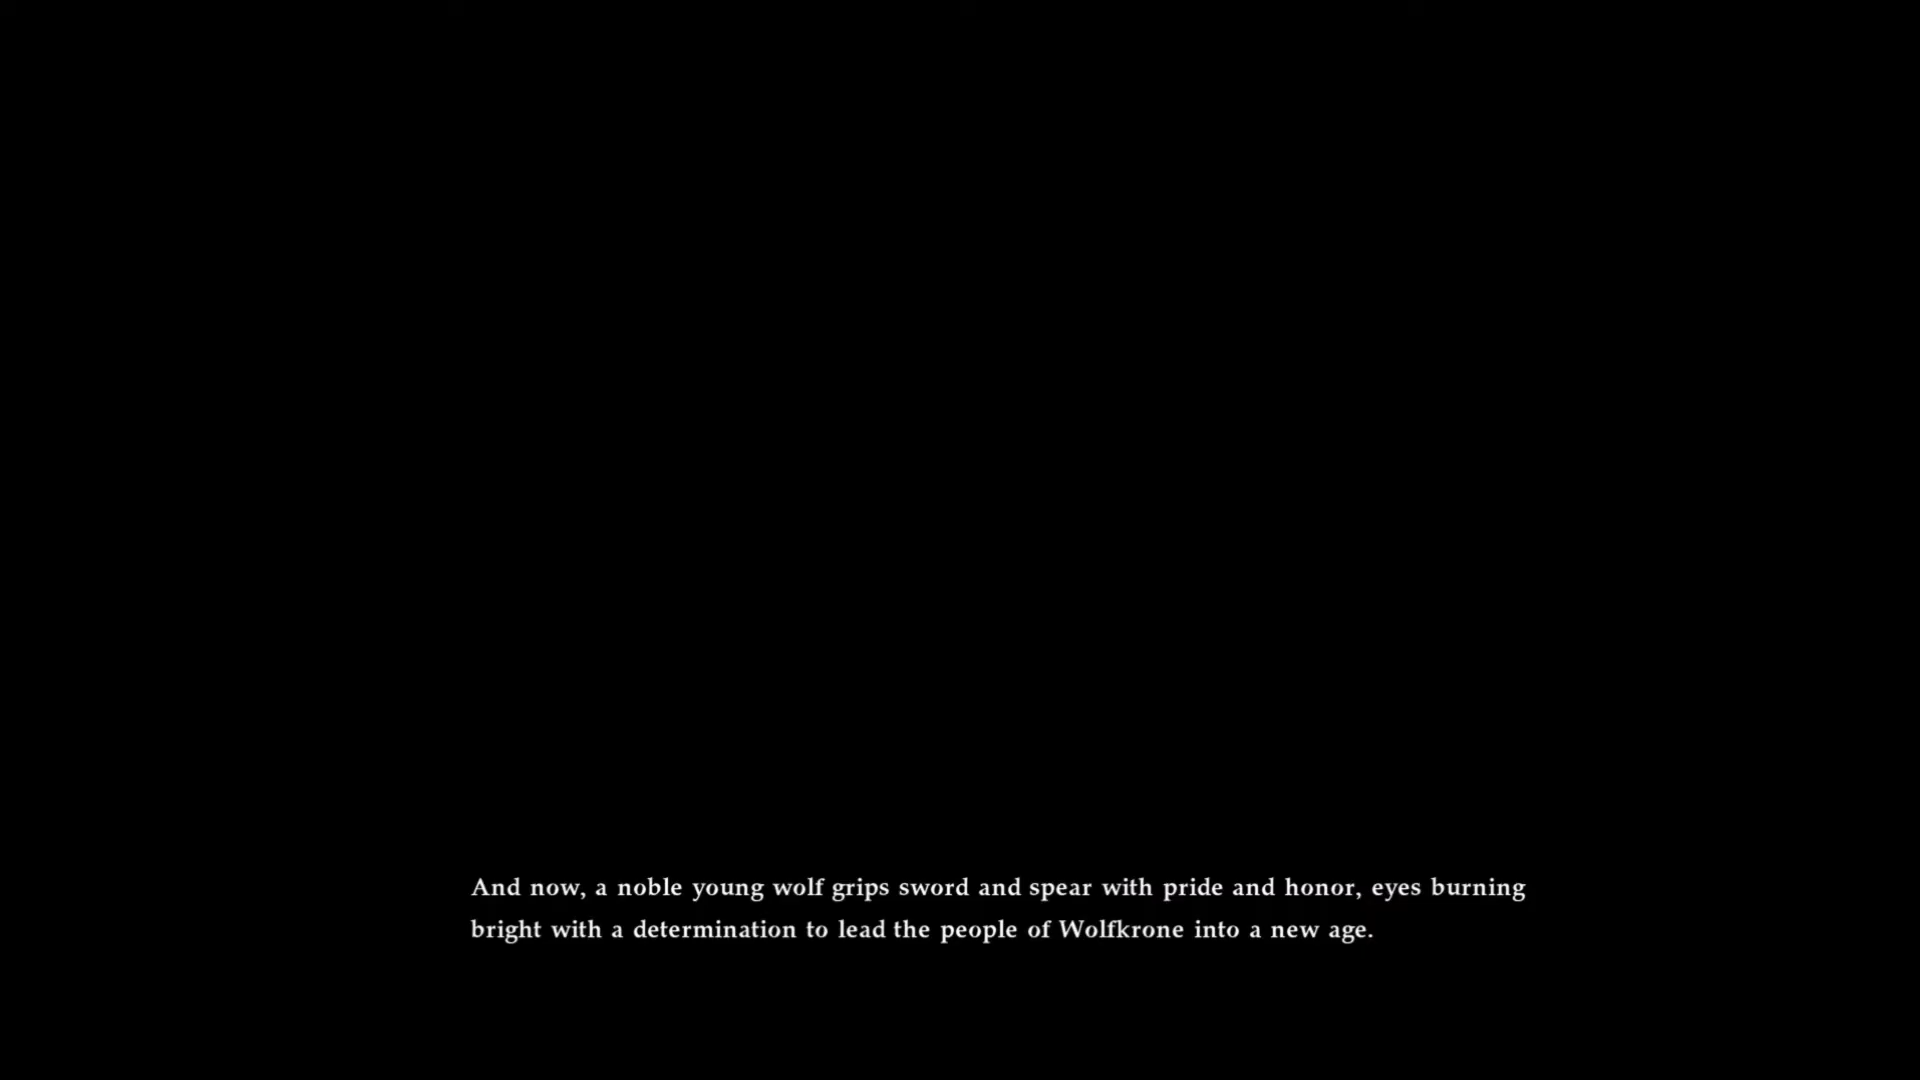 And now, a noble young wolf grips sword and spear with pride and honor, eyes burning
bright with a determination to lead the people of Wolfkrone into a new age.